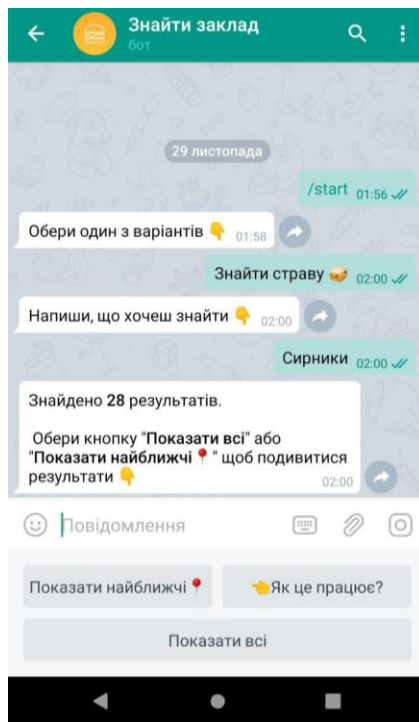 Знайти заклад
бот
29 листопада
/start 01:56
Обери один з варіантів 👇 01:58
Знайти страву 🥪 02:00
Напиши, що хочеш знайти 👇 02:00
Сирники 02:00
Знайдено 28 результатів.
Обери кнопку "Показати всі" або
"Показати найближчі📍" щоб подивитися
результати 👇 02:00
Повідомлення
Показати найближчі📍 👈Як це працює?
Показати всі